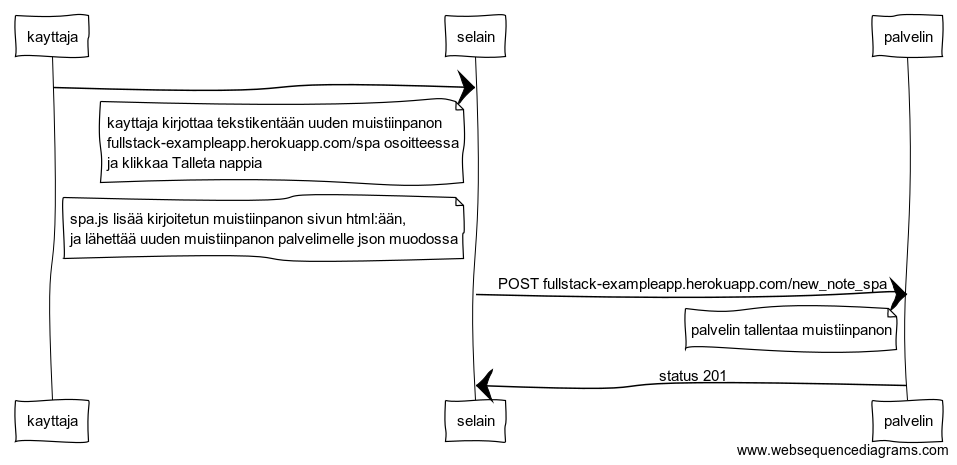 kayttaja
selain
palvelin
kayttaja kirjottaa tekstikentään uuden muistiinpanon
fullstack-exampleapp.herokuapp.com/spa osoitteessa
ja klikkaa Talleta nappia
spa.js lisää kirjoitetun muistiinpanon sivun html:ään,
ja lähettää uuden muistiinpanon palvelimelle json muodossa
POST fullstack-exampleapp.herokuapp.com/new_note_spa
palvelin tallentaa muistiinpanon
status 201
kayttaja
selain
palvelin
www.websequencediagrams.com